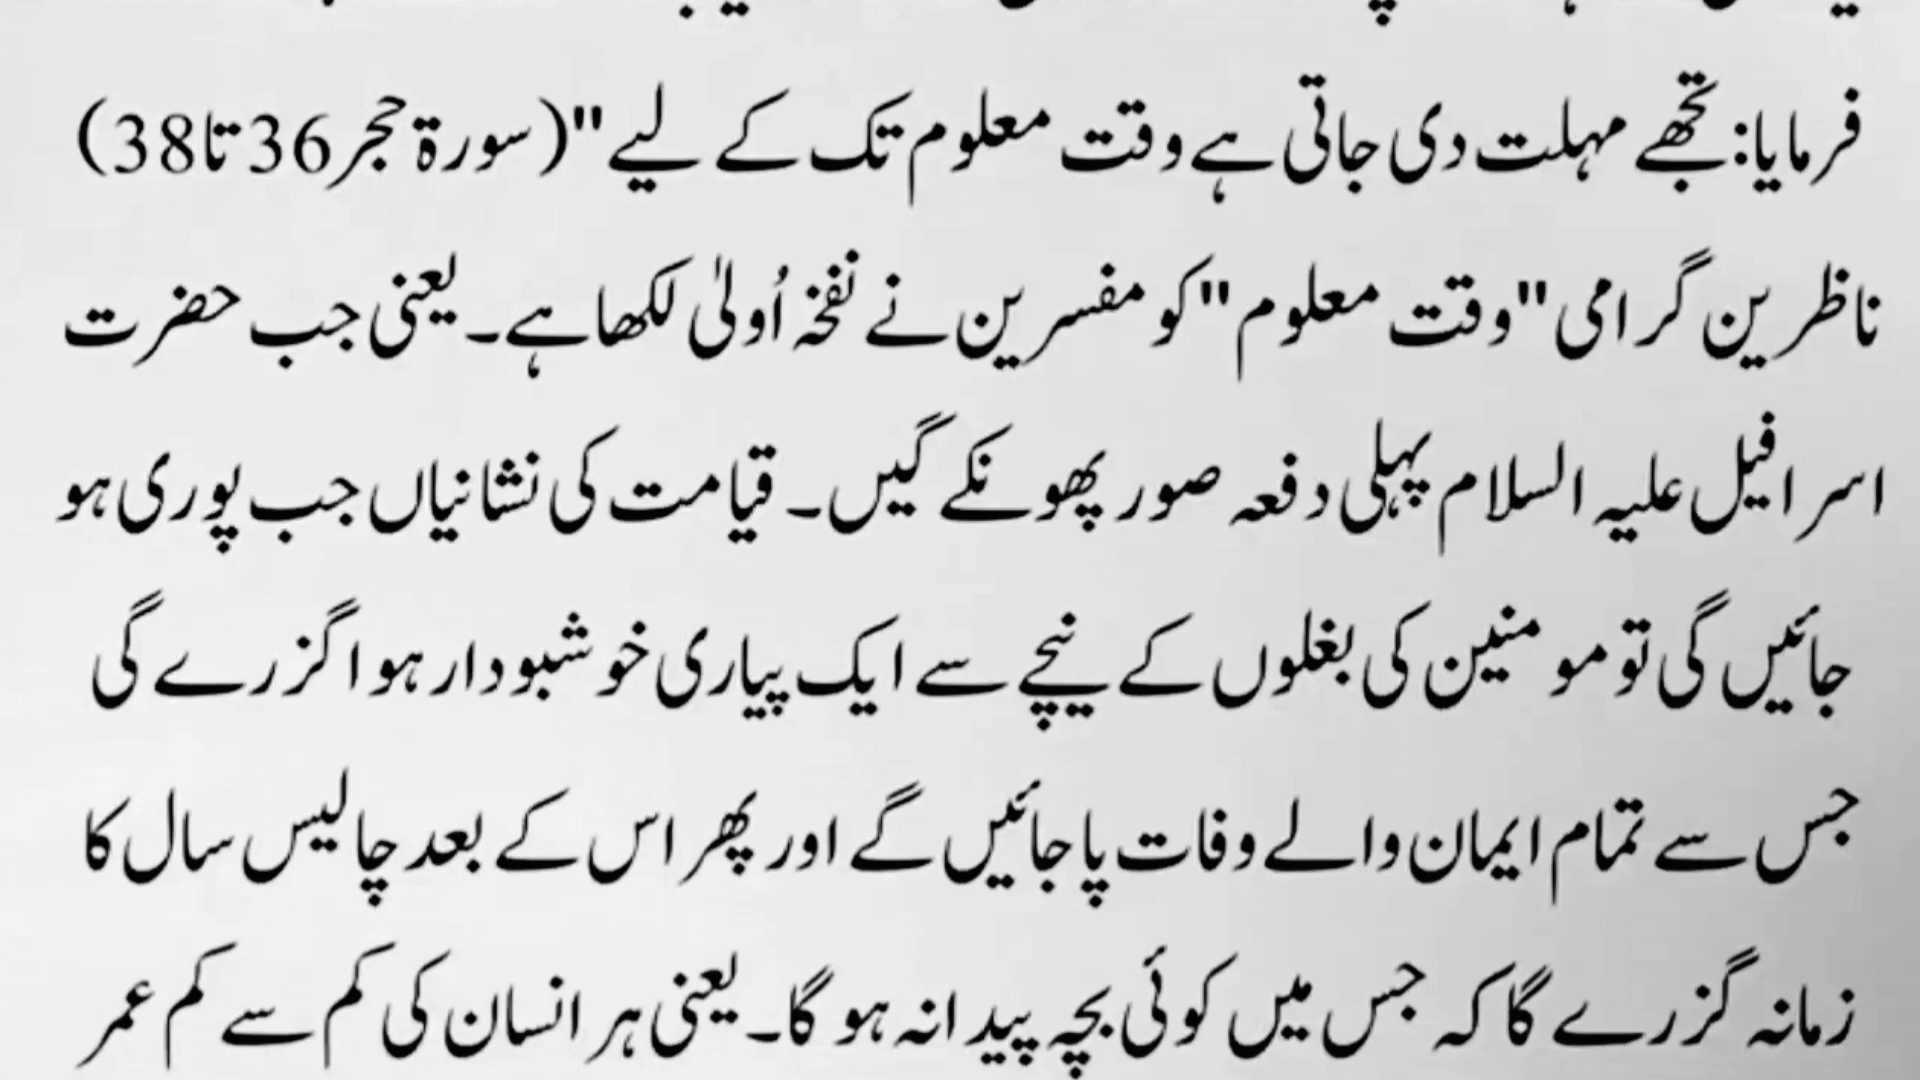 فرمایا: تجھے مہلت دی جاتی ہے وقت معلوم تک کے لیے "(سورۃ حجر 36 تا 38)
ناظرین گرامی "وقت معلوم" کو مفسرین نے نفخہ اُولیٰ لکھا ہے۔ یعنی جب حضرت
اسرافیل علیہ السلام پہلی دفعہ صور پھونکے گیں۔ قیامت کی نشانیاں جب پوری ہو
جائیں گی تو مومنین کی بغلوں کے نیچے سے ایک پیاری خوشبودار ہوا گزرے گی
جس سے تمام ایمان والے وفات پا جائیں گے اور پھر اس کے بعد چالیس سال کا
زمانہ گزرے گا کہ جس میں کوئی بچہ پیدا نہ ہو گا۔ یعنی ہر انسان کی کم سے کم عمر